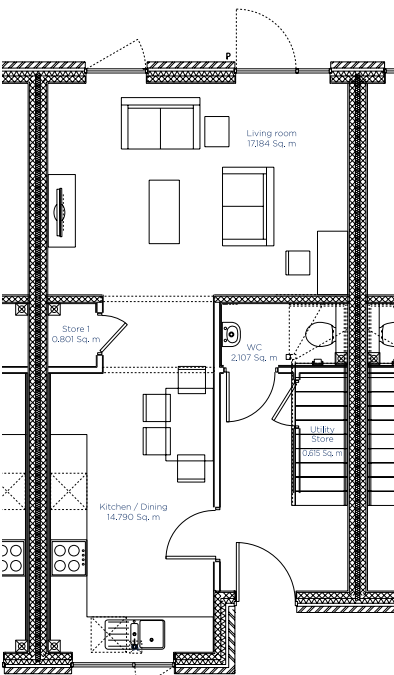 P
Living room
17.184 Sq. m
Store 1
0.801 Sq. m
WC
2.107 Sq. m
Utility
Store
0.615 Sq. m
Kitchen / Dining
14.790 Sq. m